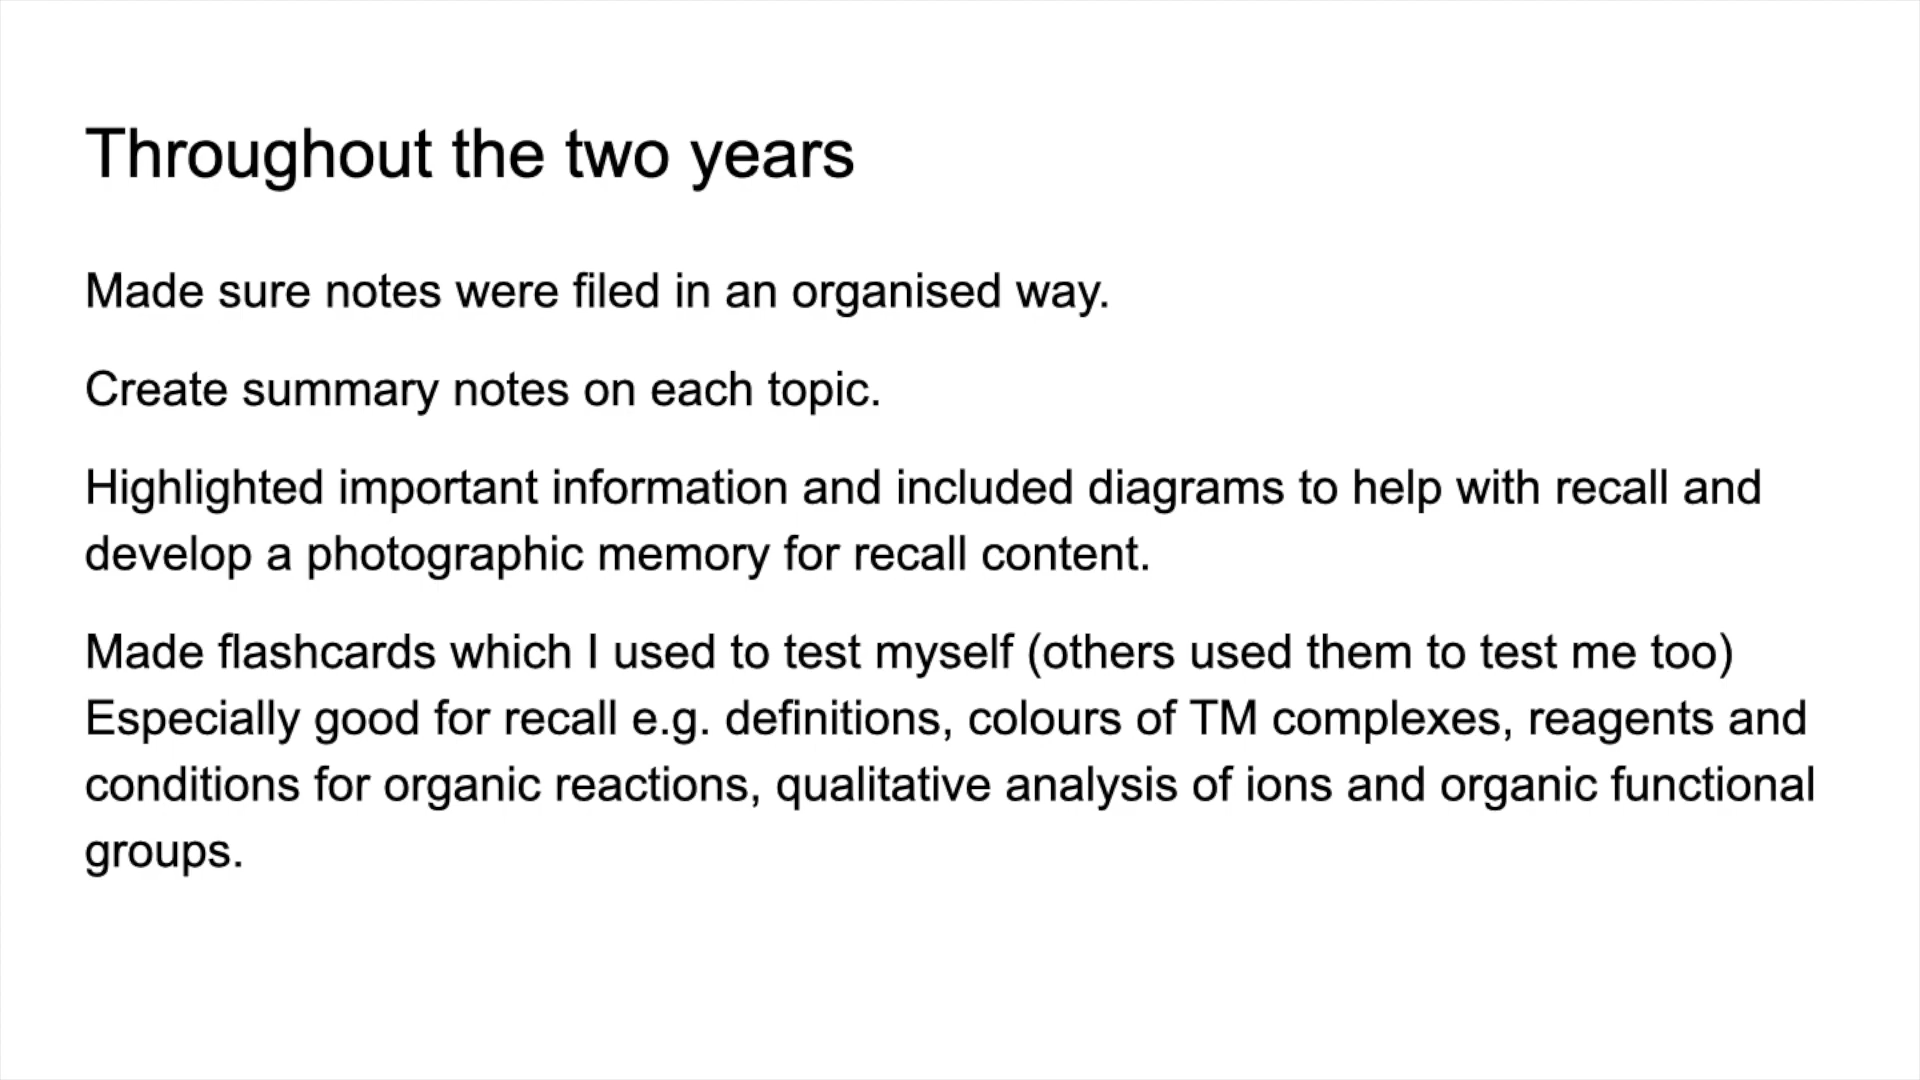 Throughout the two years
Made sure notes were filed in an organised way.
Create summary notes on each topic.
Highlighted important information and included diagrams to help with recall and
develop a photographic memory for recall content.
Made flashcards which I used to test myself (others used them to test me too)
Especially good for recall e.g. definitions, colours of TM complexes, reagents and
conditions for organic reactions, qualitative analysis of ions and organic functional
groups.